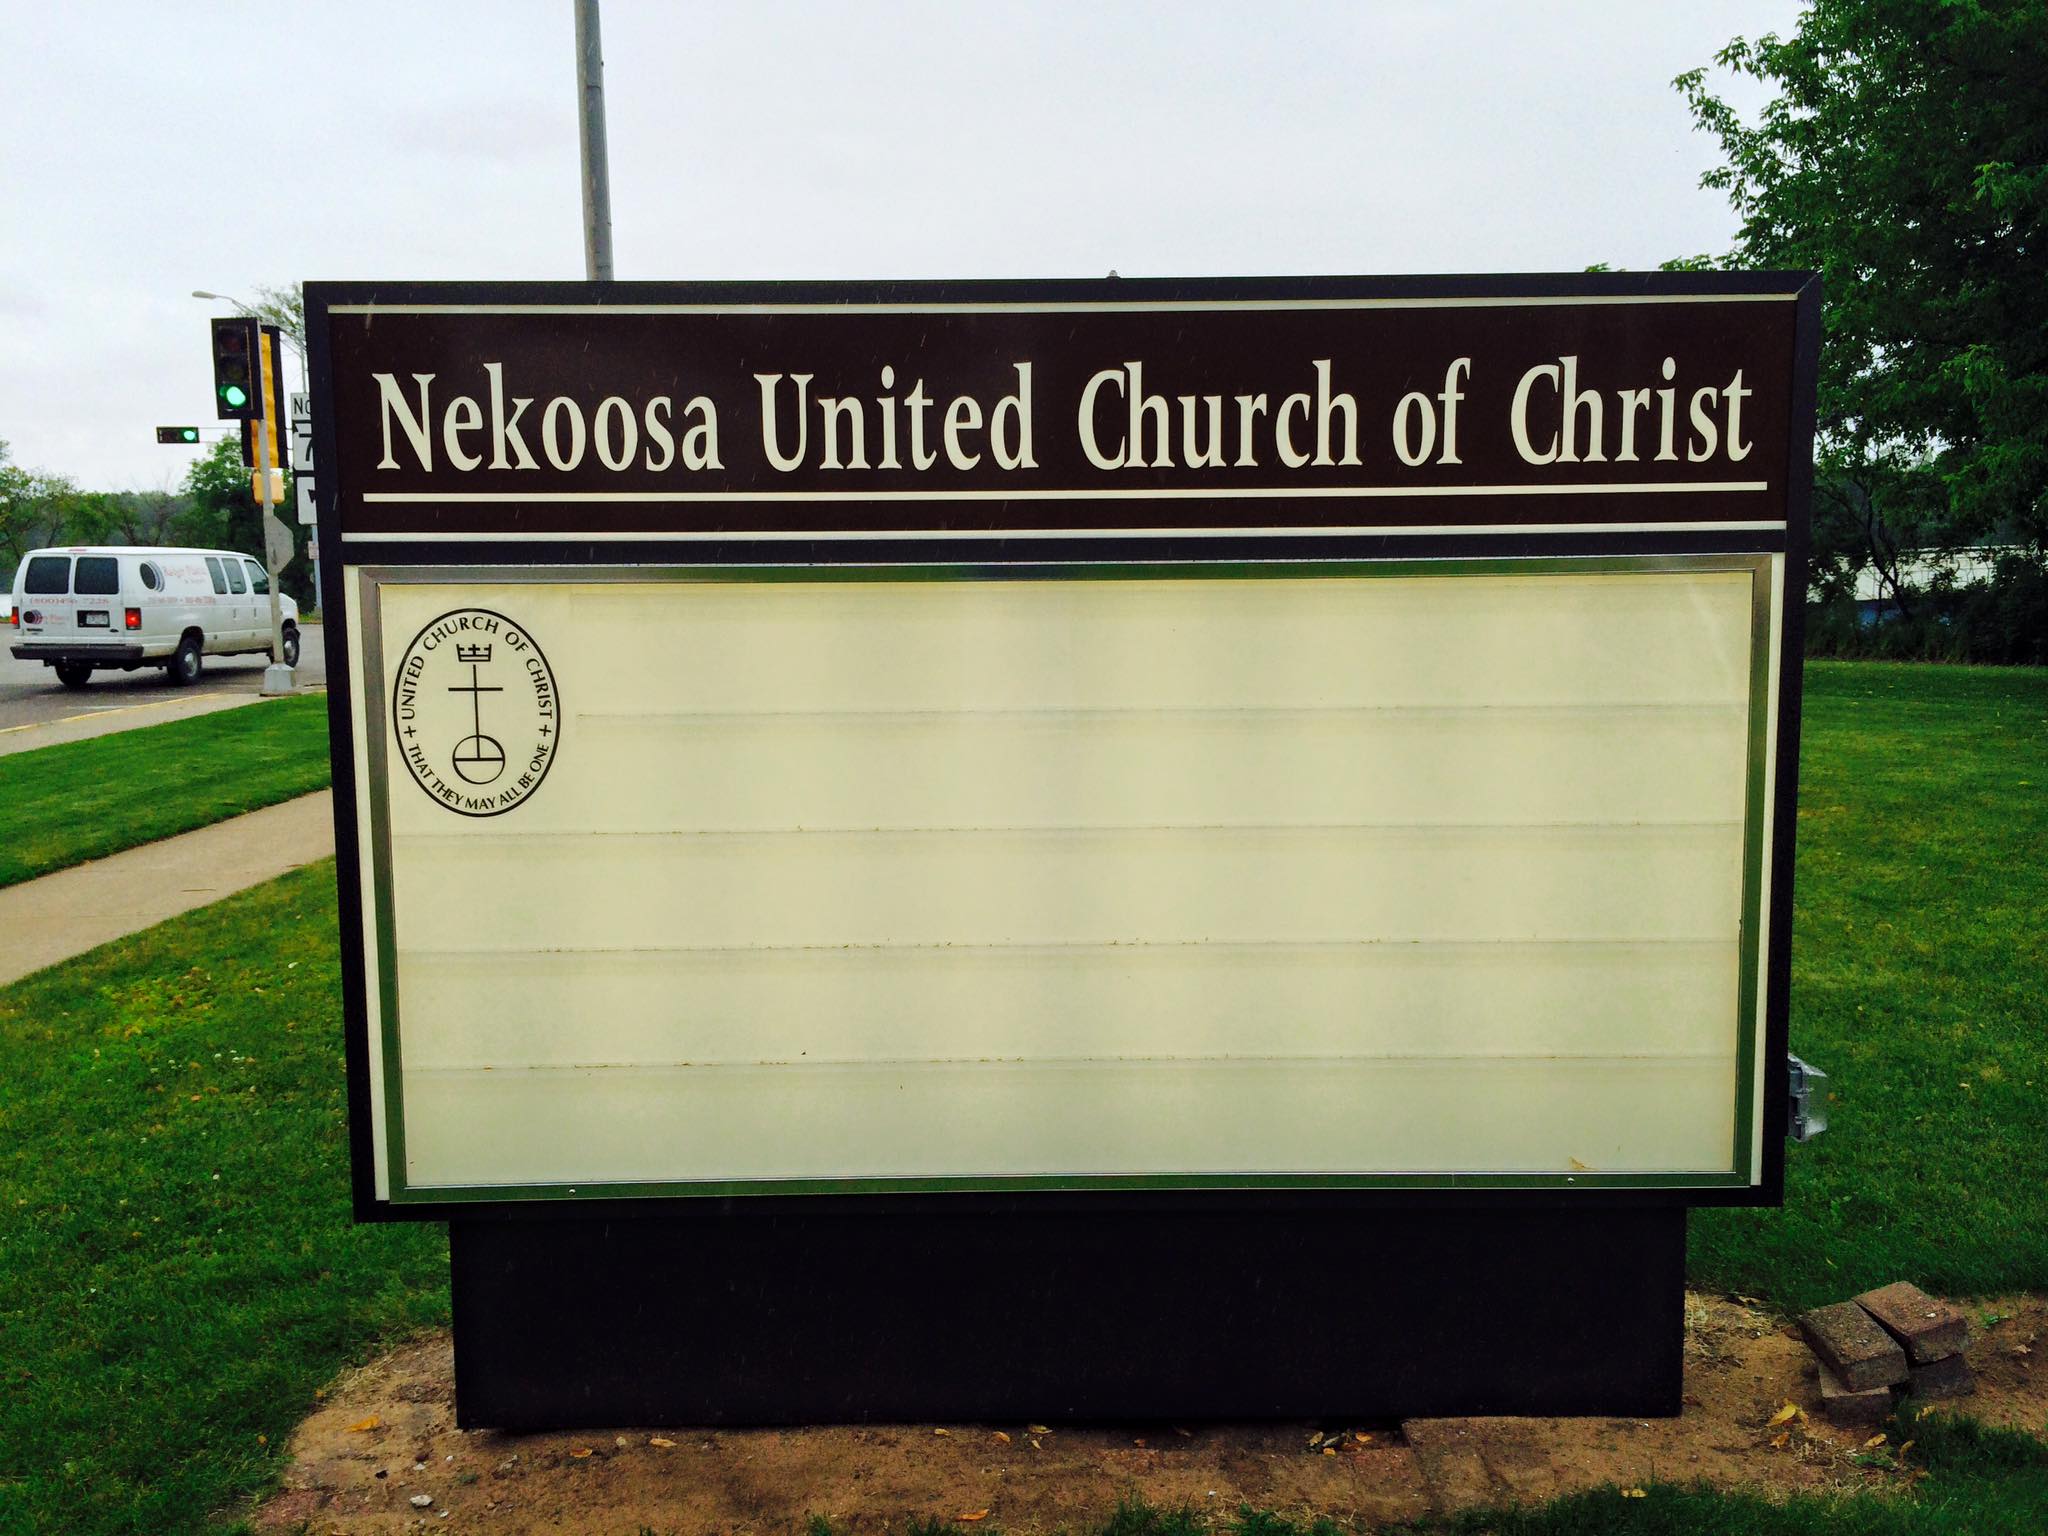 Nekoosa United Church of Christ
UNITED CHURCH OF CHRIST
THAT THEY MAY ALL BE ONE